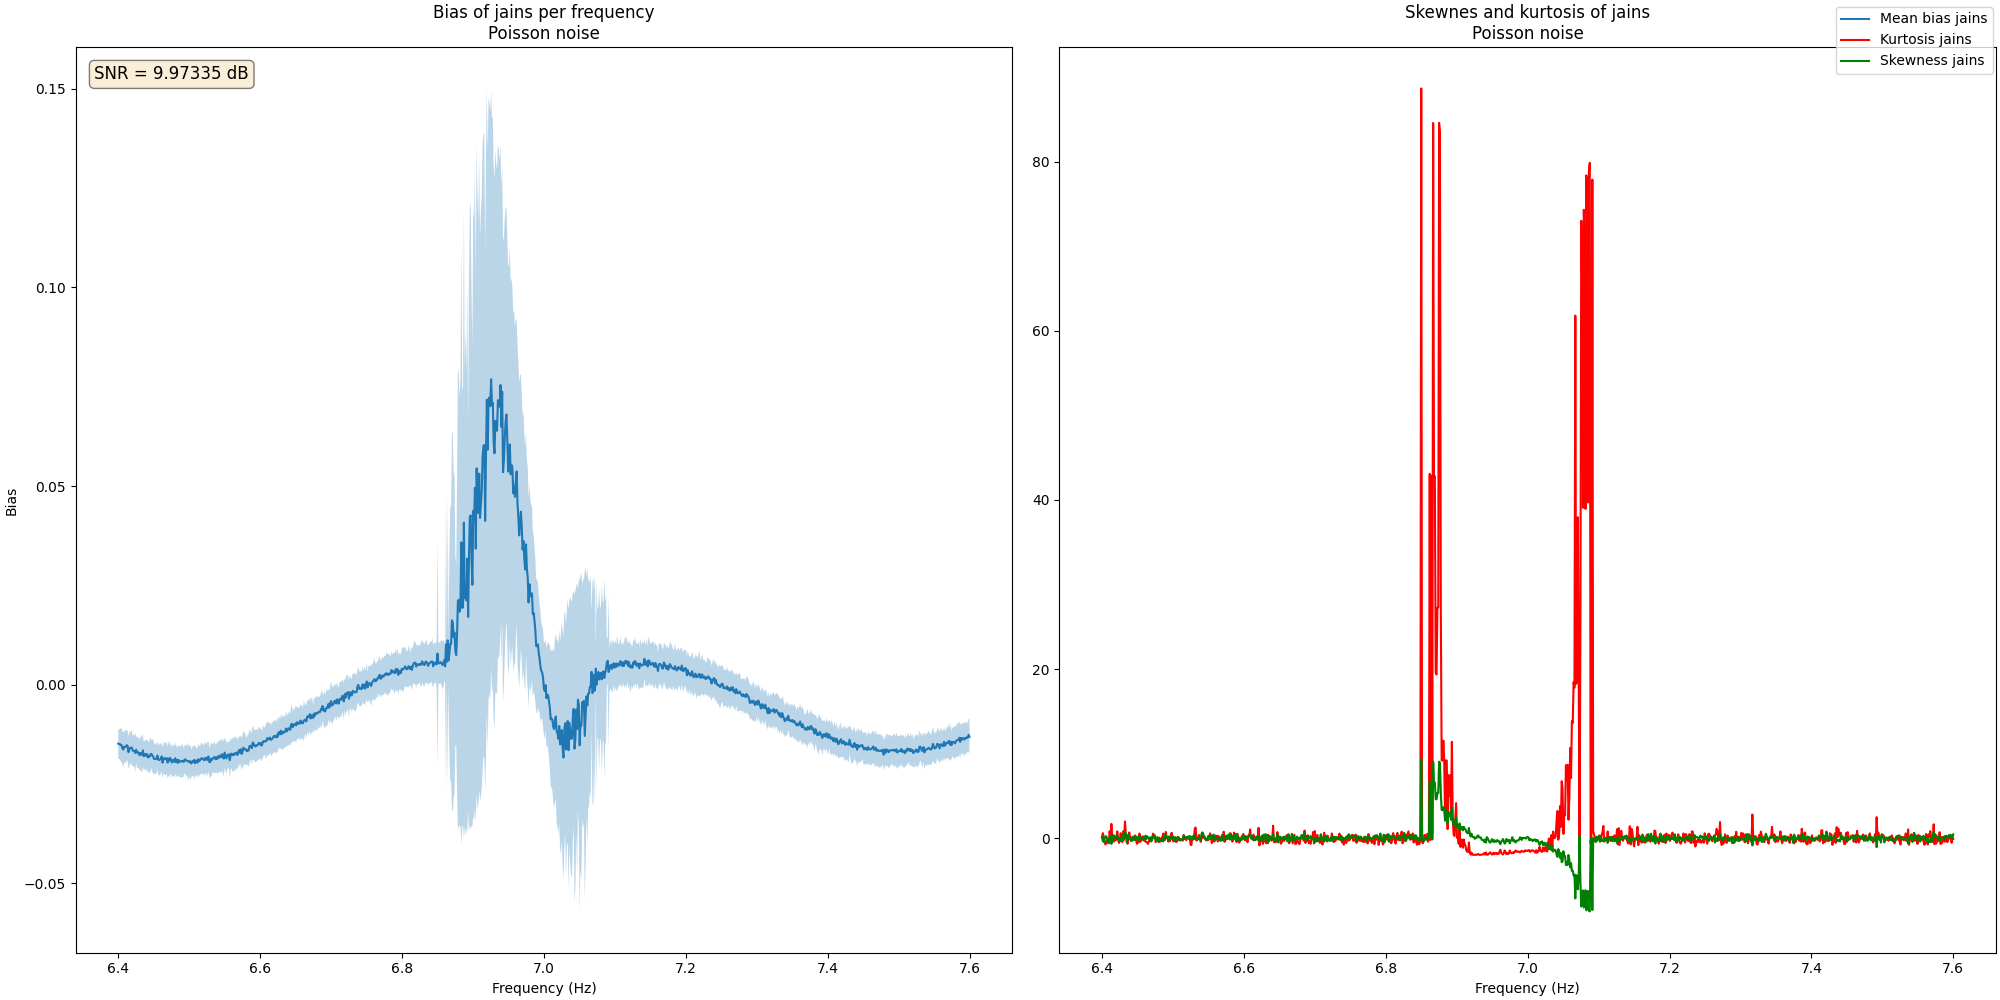 Bias of jains per frequency
Poisson noise
SNR = 9.97335 dB
0.15
0.10
0.05
0.00
−0.05
Bias
6.4 6.6 6.8 7.0 7.2 7.4 7.6
Frequency (Hz)
Skewnes and kurtosis of jains
Poisson noise
Mean bias jains
Kurtosis jains
Skewness jains
80
60
40
20
0
6.4 6.6 6.8 7.0 7.2 7.4 7.6
Frequency (Hz)